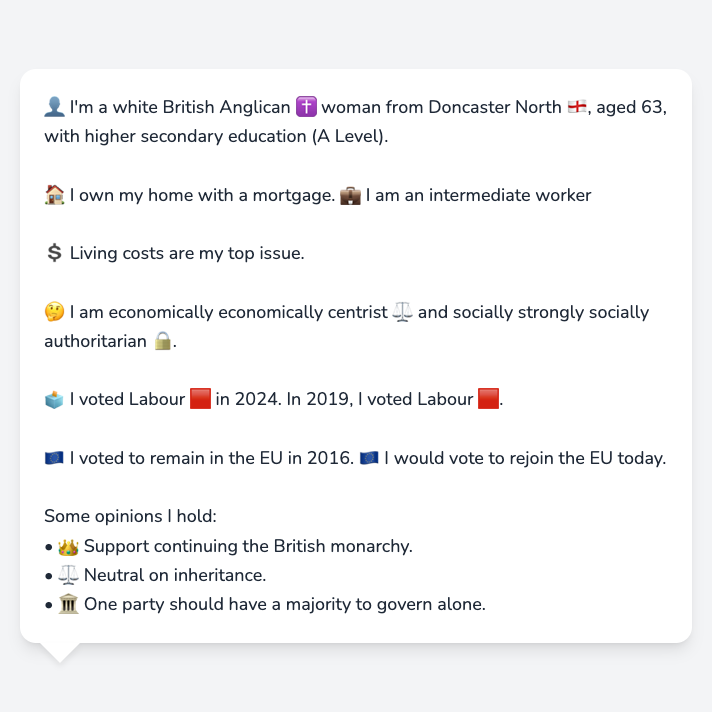 👤 I'm a white British Anglican ✝️ woman from Doncaster North 🏴󠁧󠁢󠁥󠁮󠁧󠁿, aged 63,
with higher secondary education (A Level).
🏠 I own my home with a mortgage. 💼 I am an intermediate worker
💲 Living costs are my top issue.
🤔 I am economically economically centrist ⚖️ and socially strongly socially
authoritarian 🔒.
🗳️ I voted Labour 🟥 in 2024. In 2019, I voted Labour 🟥.
🇪🇺 I voted to remain in the EU in 2016. 🇪🇺 I would vote to rejoin the EU today.
Some opinions I hold:
• 👑 Support continuing the British monarchy.
• ⚖️ Neutral on inheritance.
• 🏛️ One party should have a majority to govern alone.